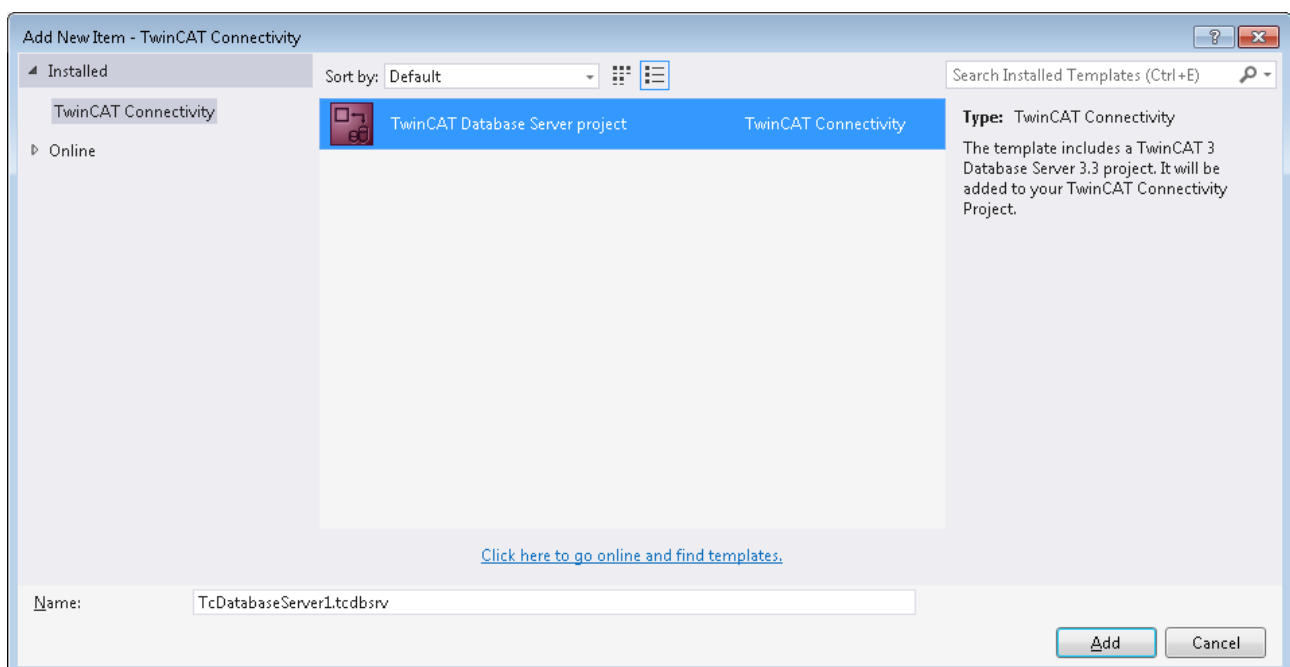 Add New Item - TwinCAT Connectivity
Installed
Sort by: Default
Search Installed Templates (Ctrl+E)
TwinCAT Connectivity
TwinCAT Database Server project
TwinCAT Connectivity
Type: TwinCAT Connectivity
Online
The template includes a TwinCAT 3
Database Server 3.3 project. It will be
added to your TwinCAT Connectivity
Project.
Click here to go online and find templates.
Name:
TcDatabaseServer1.tcdbsrv
Add
Cancel